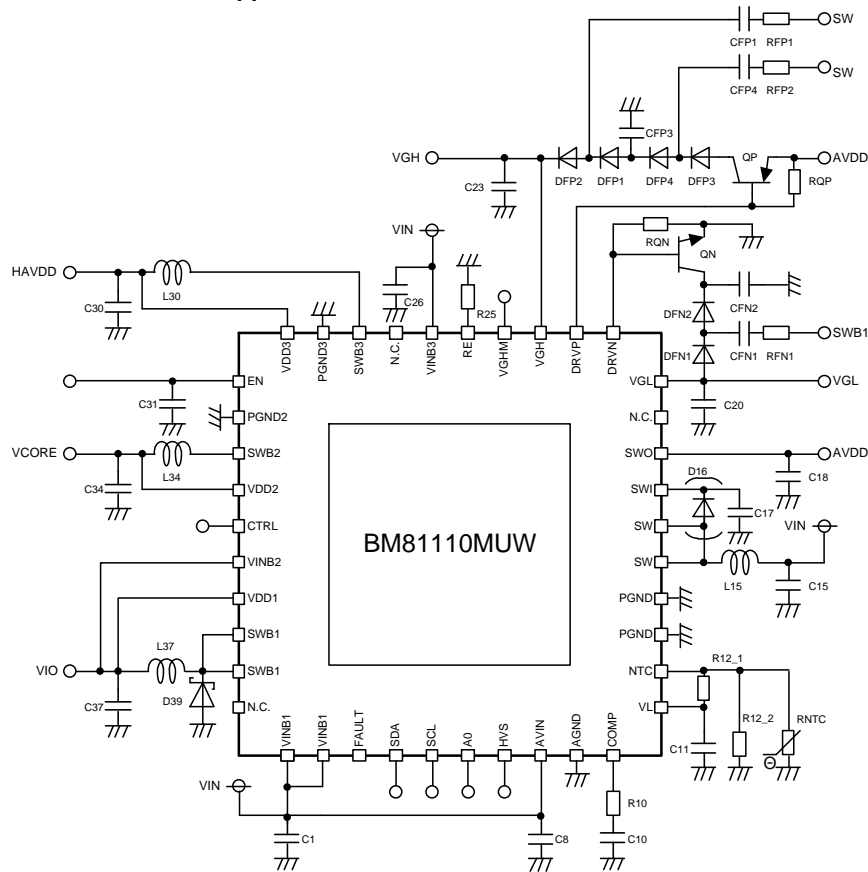 SW
CFP1 RFP1
SW
CFP4 RFP2
CFP3
QP
VGH
AVDD
DFP2 DFP1 DFP4 DFP3
RQP
C23
VIN
RQN
QN
HAVDD
L30
C30
C26
R25
DFN2
CFN2
DFN1
CFN1 RFN1
SWB1
VDD3
PGND3
SWB3
N.C.
VINB3
RE
VGHM
VGH
DRVP
DRVN
EN
VGL
VGL
C31
C20
PGND2
N.C.
VCORE
L34
SWB2
SWO
AVDD
C34
D16
C18
VDD2
SWI
C17
VIN
CTRL
BM81110MUW
SW
VINB2
SW
L15
C15
VDD1
PGND
L37
SWB1
PGND
VIO
SWB1
NTC
R12_1
C37
D39
N.C.
VL
R12_2
RNTC
C11
VINB1
VINB1
FAULT
SDA
SCL
A0
HVS
AVIN
AGND
COMP
VIN
R10
C1
C8
C10